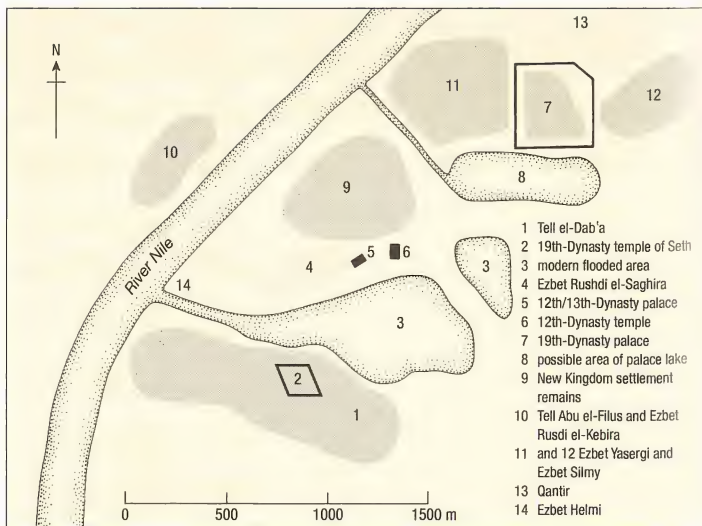 N
13
11
7
12
10
8
9
River Nile
5
6
4
3
14
3
2
1
0 500 1000 1500 m
1 Tell el-Dab'a
2 19th-Dynasty temple of Seth
3 modern flooded area
4 Ezbet Rushdi el-Saghira
5 12th/13th-Dynasty palace
6 12th-Dynasty temple
7 19th-Dynasty palace
8 possible area of palace lake
9 New Kingdom settlement
remains
10 Tell Abu el-Filus and Ezbet
Rusdi el-Kebira
11 and 12 Ezbet Yasergi and
Ezbet Silmy
13 Qantir
14 Ezbet Helmi